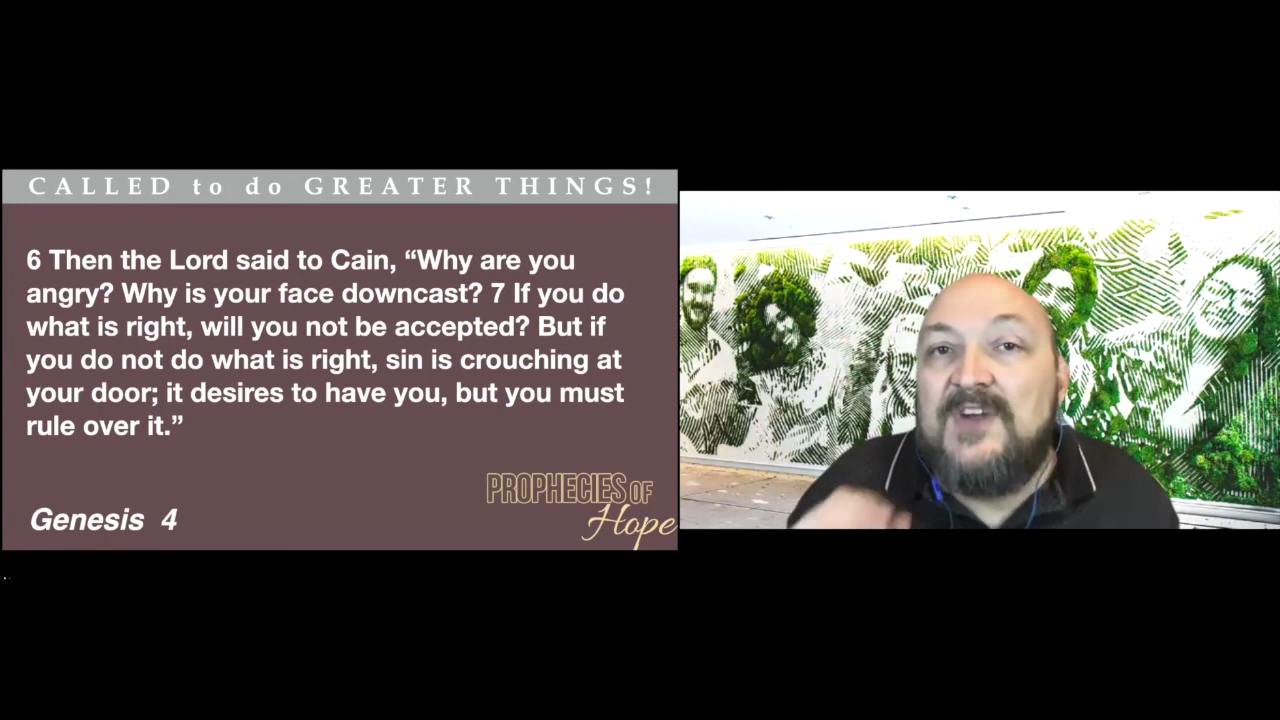 CALLED to do GREATER THINGS!
6 Then the Lord said to Cain, “Why are you
angry? Why is your face downcast? 7 If you do
what is right, will you not be accepted? But if
you do not do what is right, sin is crouching at
your door; it desires to have you, but you must
rule over it.”
PROPHECIES OF
Hope
Genesis 4